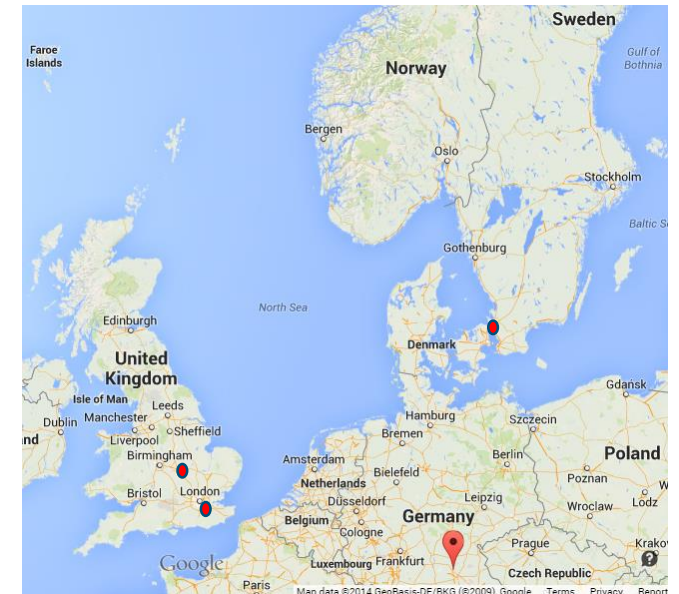 Sweden
Faroe
Islands
Gulf of
Bothnia
Norway
Bergen
Oslo
Stockholm
Baltic S
Gothenburg
North Sea
Edinburgh
Denmark
United
Kingdom
Gdańsk
Isle of Man
Leeds
Manchester
Hamburg
Szczecin
Dublin
Sheffield
Bremen
nd
Liverpool
Birmingham
Berlin
Poland
Amsterdam
Bielefeld
Poznan
Netherlands
W
Bristol
London
Düsseldorf
Leipzig
Lodz
Wroclaw
Belgium
Germany
Cologne
Prague
Krako
Google
Luxembourg
Frankfurt
Czech Republic
Paris
Map data ©2014 GeoBasis-DE/BKG (©2009), Google Terms Privacy Report
?